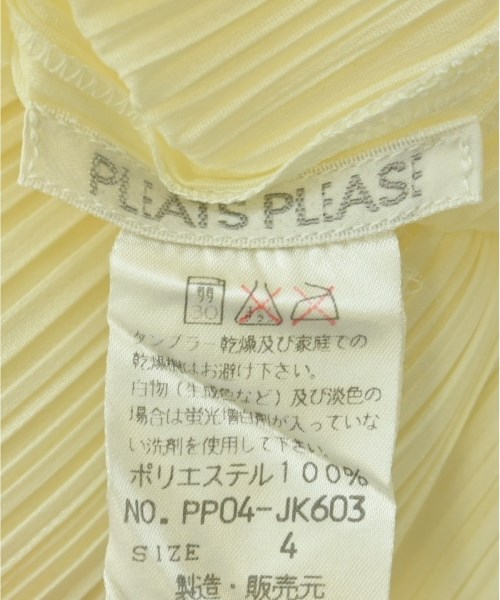 PLEATS PLEASE
弱
30
エンソ
タンブラー乾燥及び家庭での
乾燥機はお避け下さい。
白物（生成色など）及び淡色の
場合は蛍光増白剤が入っていな
い洗剤を使用して下さい。
ポリエステル100%
NO. PP04-JK603
SIZE 4
製造・販売元